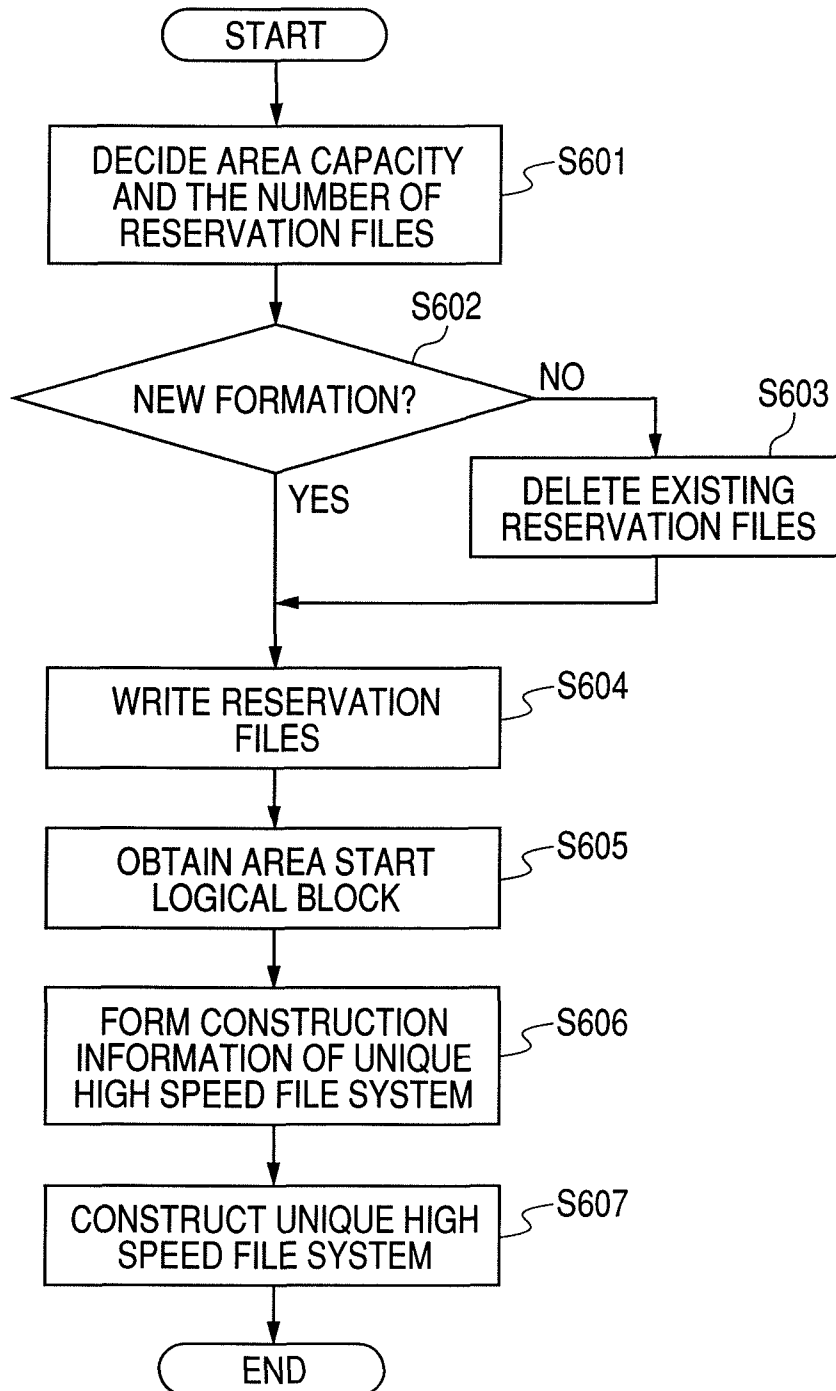 START
DECIDE AREA CAPACITY
AND THE NUMBER OF
RESERVATION FILES
S601
S602
NEW FORMATION?
NO
YES
S603
DELETE EXISTING
RESERVATION FILES
WRITE RESERVATION
FILES
S604
OBTAIN AREA START
LOGICAL BLOCK
S605
FORM CONSTRUCTION
INFORMATION OF UNIQUE
HIGH SPEED FILE SYSTEM
S606
CONSTRUCT UNIQUE HIGH
SPEED FILE SYSTEM
S607
END